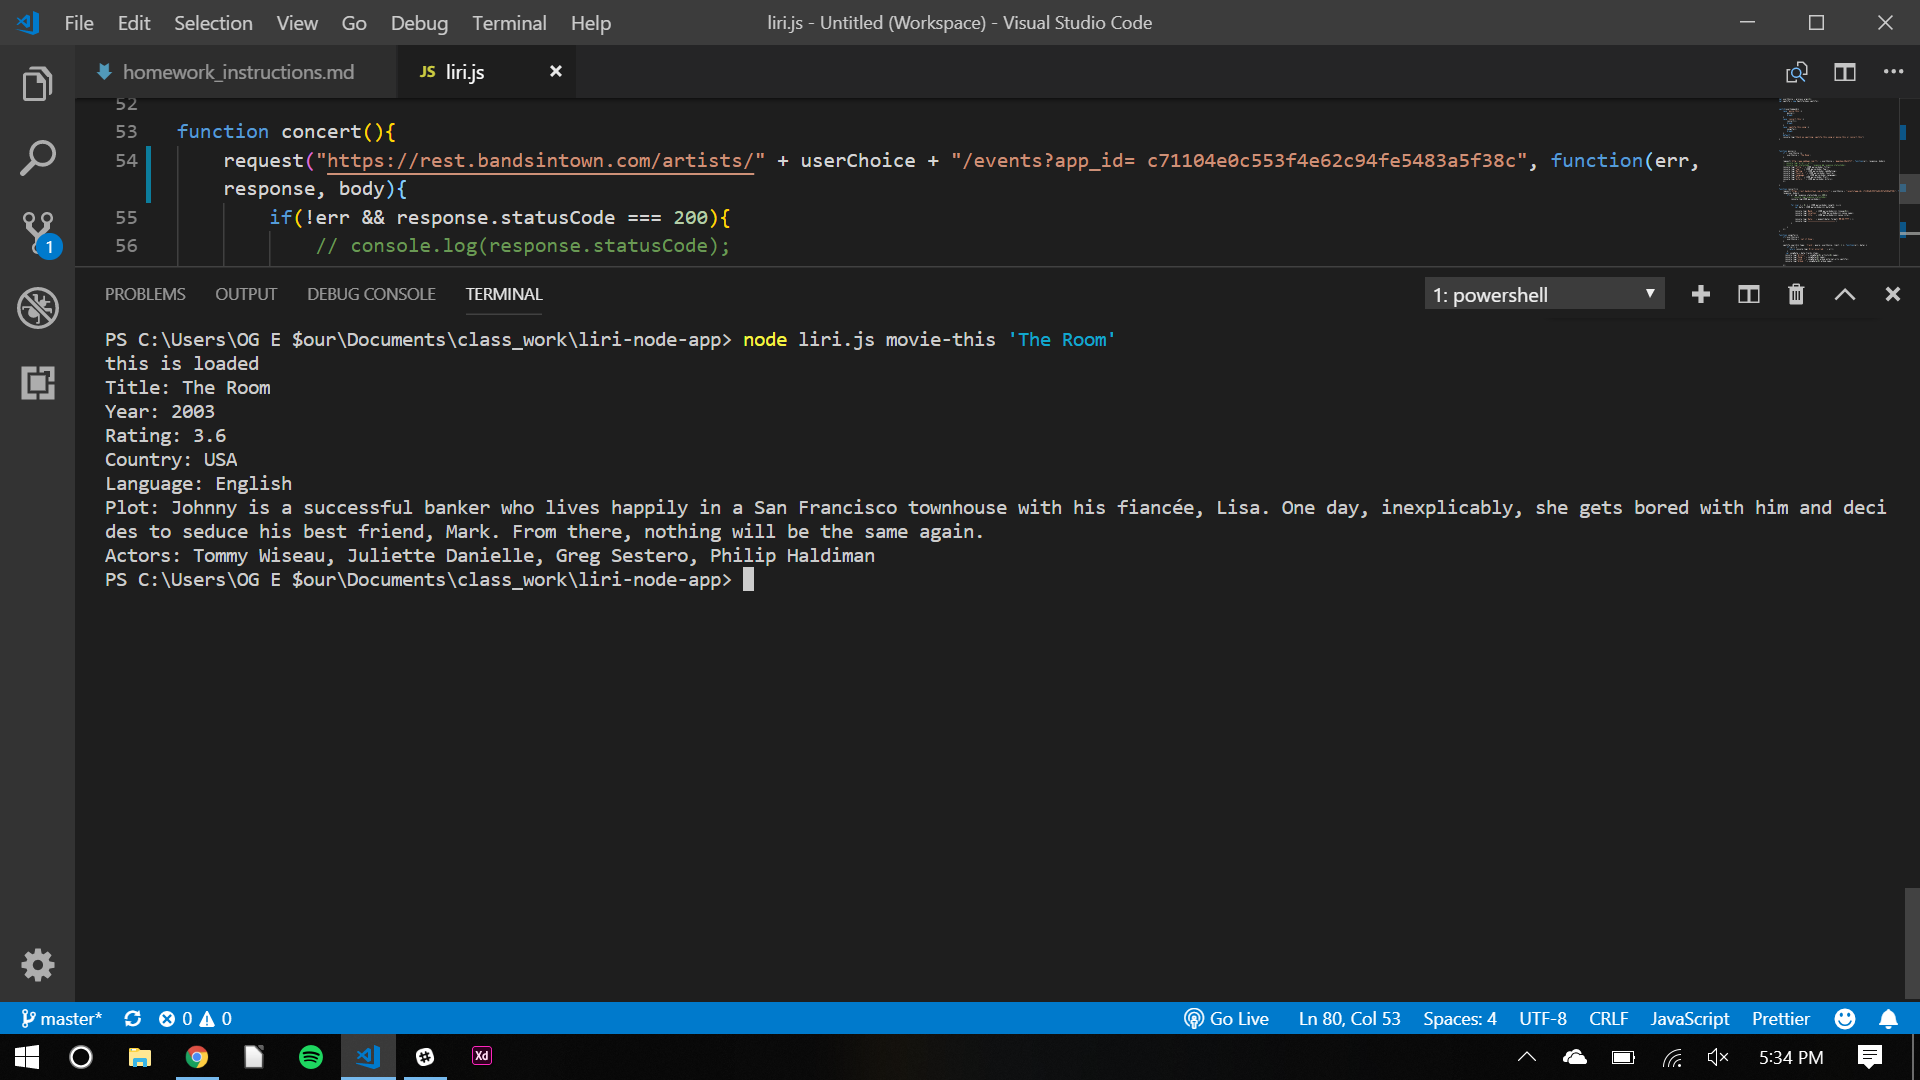 File Edit Selection View Go Debug Terminal Help liri.js - Untitled (Workspace) - Visual Studio Code
homework_instructions.md JS liri.js
52
53 function concert(){
54 request("https://rest.bandsintown.com/artists/" + userChoice + "/events?app_id= c71104e0c553f4e62c94fe5483a5f38c", function(err,
response, body){
55 if(!err && response.statusCode === 200){
56 // console.log(response.statusCode);
PROBLEMS OUTPUT DEBUG CONSOLE TERMINAL 1: powershell
PS C:\Users\OG E $our\Documents\class_work\liri-node-app> node liri.js movie-this 'The Room'
this is loaded
Title: The Room
Year: 2003
Rating: 3.6
Country: USA
Language: English
Plot: Johnny is a successful banker who lives happily in a San Francisco townhouse with his fiancée, Lisa. One day, inexplicably, she gets bored with him and deci
des to seduce his best friend, Mark. From there, nothing will be the same again.
Actors: Tommy Wiseau, Juliette Danielle, Greg Sestero, Philip Haldiman
PS C:\Users\OG E $our\Documents\class_work\liri-node-app>
1
master* 0 0 Go Live Ln 80, Col 53 Spaces: 4 UTF-8 CRLF JavaScript Prettier
Xd 5:34 PM